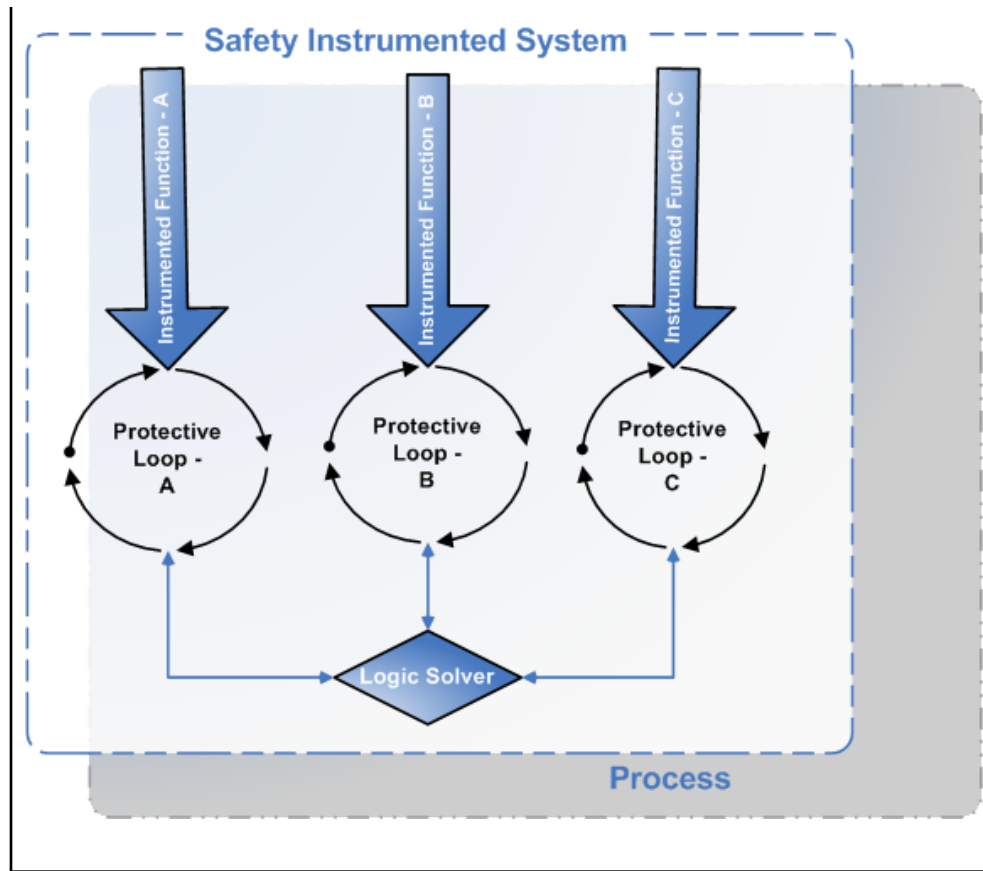 Safety Instrumented System
Instrumented Function - A
Instrumented Function - B
Instrumented Function - C
Protective
Loop -
A
Protective
Loop -
B
Protective
Loop -
C
Logic Solver
Process